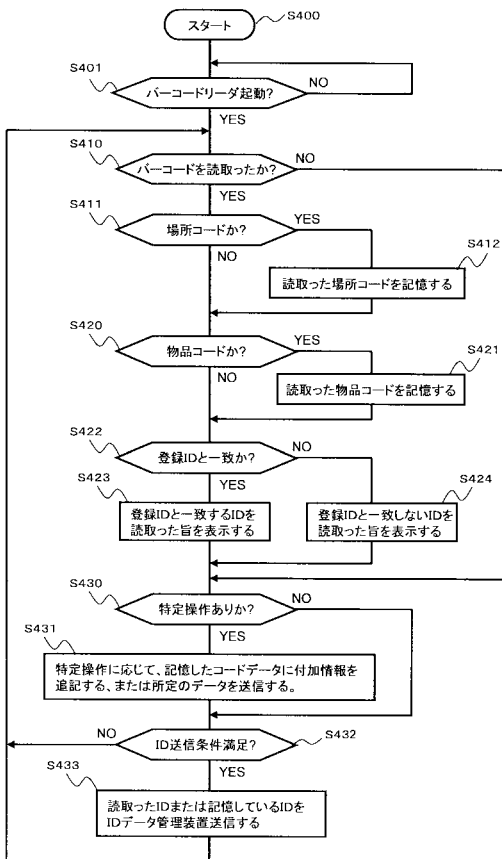 スタート
S400
S401
バーコードリーダ起動?
NO
YES
S410
バーコードを読取ったか?
NO
YES
S411
場所コードか?
YES
NO
S412
読取った場所コードを記憶する
S420
物品コードか?
YES
NO
S421
読取った物品コードを記憶する
S422
登録IDと一致か?
NO
YES
S423
登録IDと一致するIDを
読取った旨を表示する
S424
登録IDと一致しないIDを
読取った旨を表示する
S430
特定操作ありか?
NO
YES
S431
特定操作に応じて、記憶したコードデータに付加情報を
追記する、または所定のデータを送信する。
NO
ID送信条件満足?
S432
YES
S433
読取ったIDまたは記憶しているIDを
IDデータ管理装置送信する